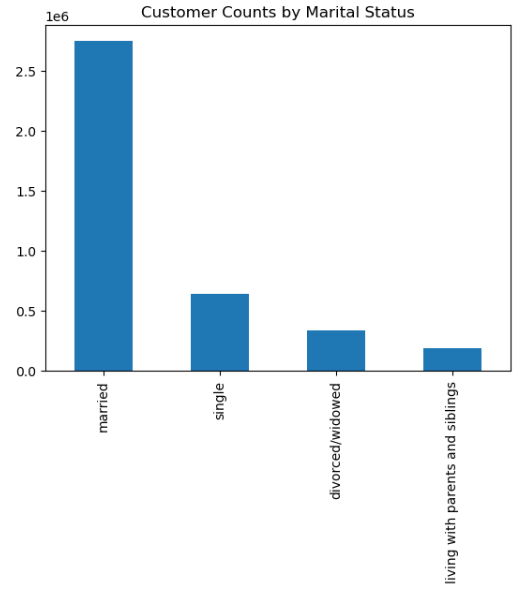 Customer Counts by Marital Status
1e6
2.5
2.0
1.5
1.0
0.5
0.0
married
single
divorced/widowed
living with parents and siblings